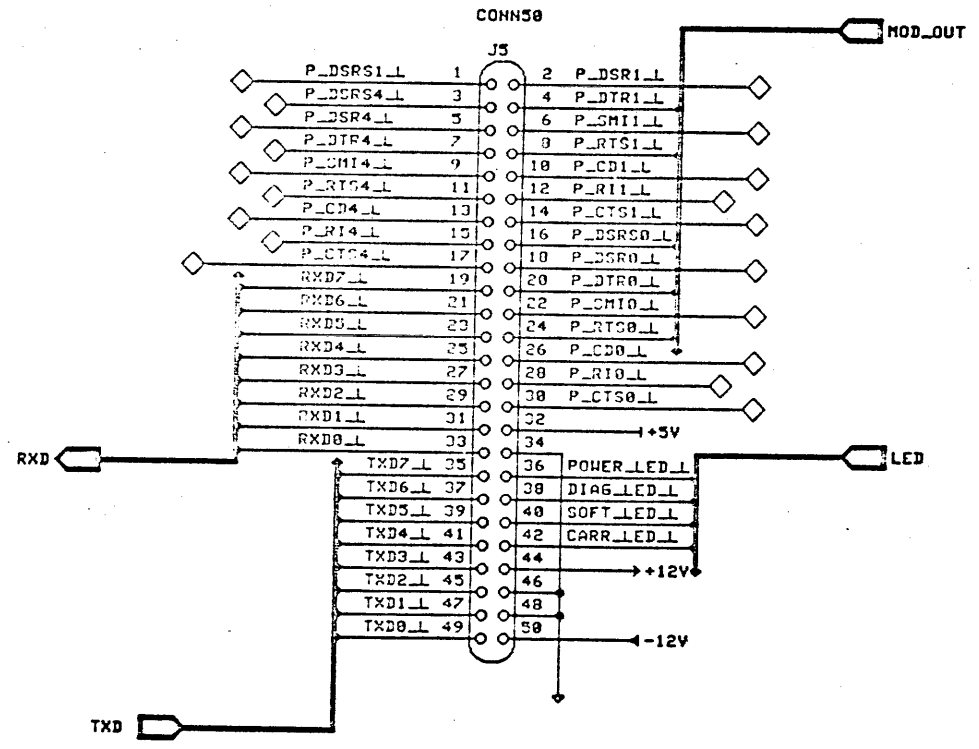 CONN50
MOD_OUT
J5
P_DSRS1_L 1
2 P_DSR1_L
P_DSRS4_L 3
4 P_DTR1_L
P_DSR4_L 5
6 P_SMI1_L
P_DTR4_L 7
8 P_RTS1_L
P_SMI4_L 9
10 P_CD1_L
P_RTS4_L 11
12 P_RI1_L
P_CD4_L 13
14 P_CTS1_L
P_RI4_L 15
16 P_DSRS0_L
P_CTS4_L 17
18 P_DSR0_L
RXD7_L 19
20 P_DTR0_L
RXD6_L 21
22 P_SMI0_L
RXD5_L 23
24 P_RTS0_L
RXD4_L 25
26 P_CD0_L
RXD3_L 27
28 P_RI0_L
RXD2_L 29
30 P_CTS0_L
RXD1_L 31
32 +5V
RXD0_L 33
34
RXD
LED
TXD7_L 35
36 POWER_LED_L
TXD6_L 37
38 DIAG_LED_L
TXD5_L 39
40 SOFT_LED_L
TXD4_L 41
42 CARR_LED_L
TXD3_L 43
44 +12V
TXD2_L 45
46
TXD1_L 47
48
TXD0_L 49
50 -12V
TXD